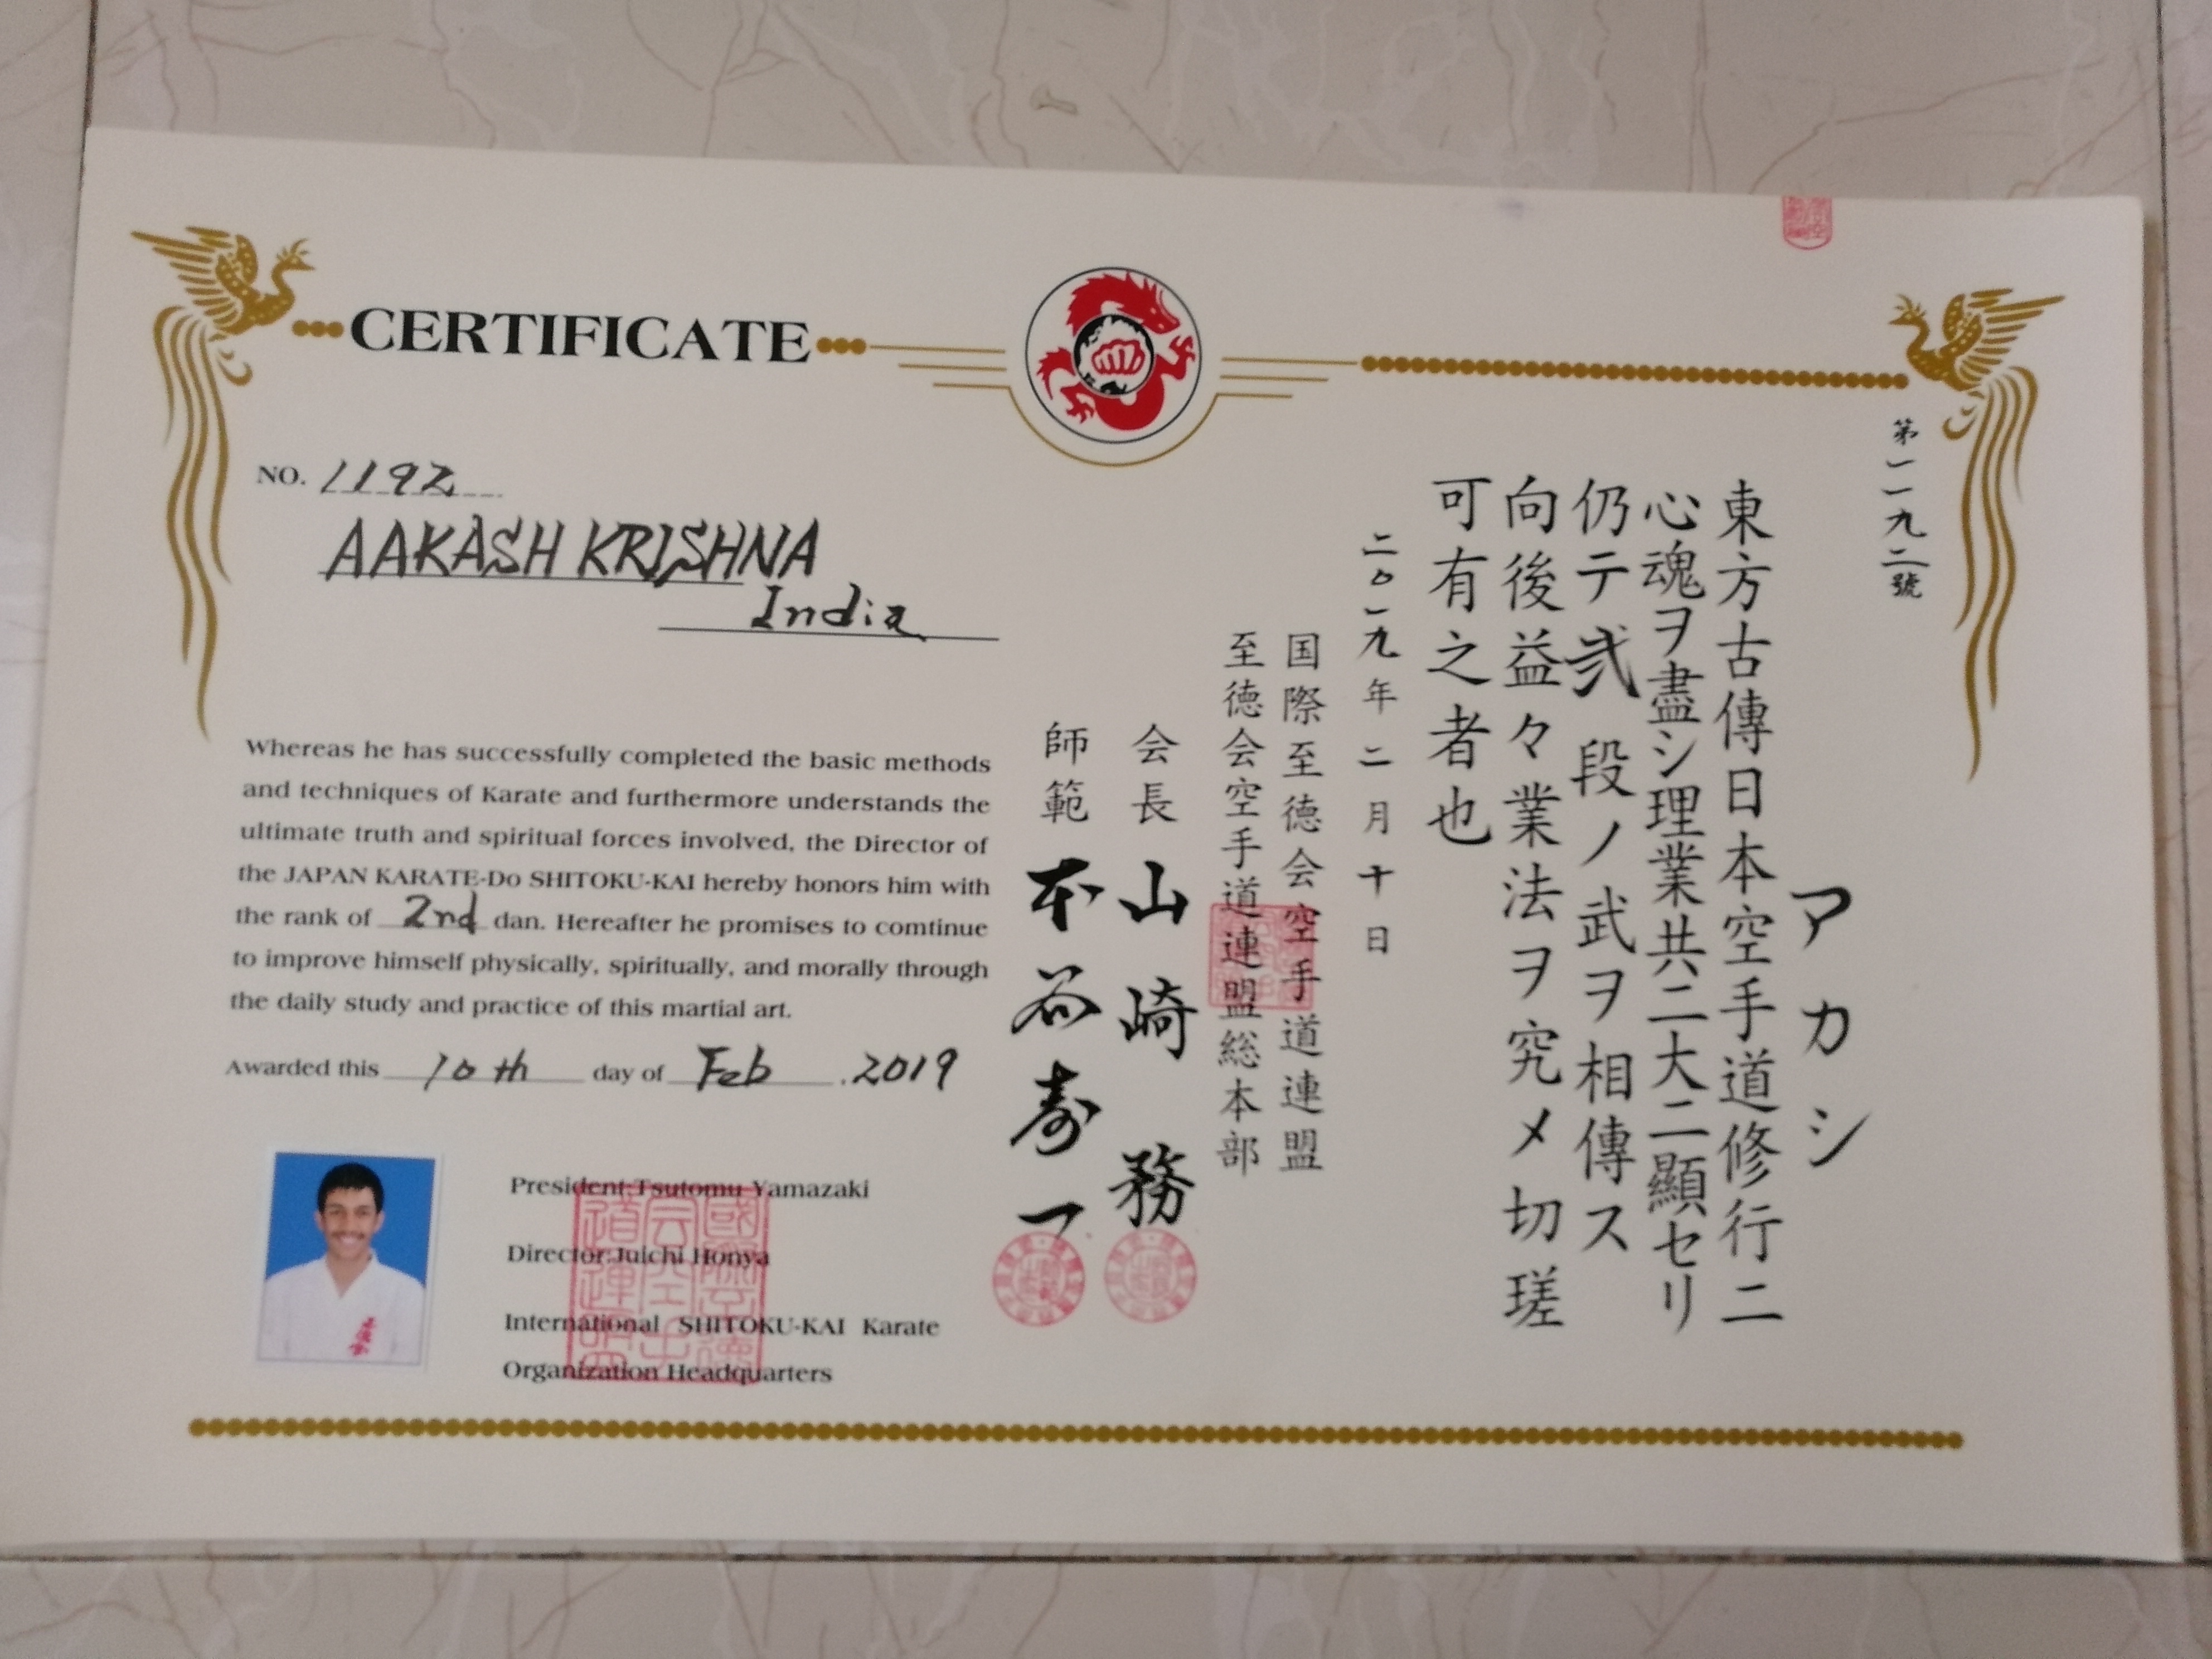 CERTIFICATE
NO. 1192
AAKASH KRISHNA
India
Whereas he has successfully completed the basic methods
and techniques of Karate and furthermore understands the
ultimate truth and spiritual forces involved, the Director of
the JAPAN KARATE-DO SHITOKU-KAI hereby honors him with
the rank of 2nd dan. Hereafter he promises to comtinue
to improve himself physically, spiritually, and morally through
the daily study and practice of this martial art.
Awarded this 10th day of Feb .2019
President:Tsutomu Yamazaki
Director:Juichi Honya
International SHITOKU-KAI Karate
Organization Headquarters
第一一九二號
アカシ
東方古傳日本空手道修行ニ
心魂ヲ盡シ理業共ニ大ニ顯セリ
仍テ弐段ノ武ヲ相傳ス
向後益々業法ヲ究メ切瑳
可有之者也
二〇一九年二月十日
国際至徳会空手道連盟
至徳会空手道連盟総本部
会長 山崎 務
師範 本谷寿一